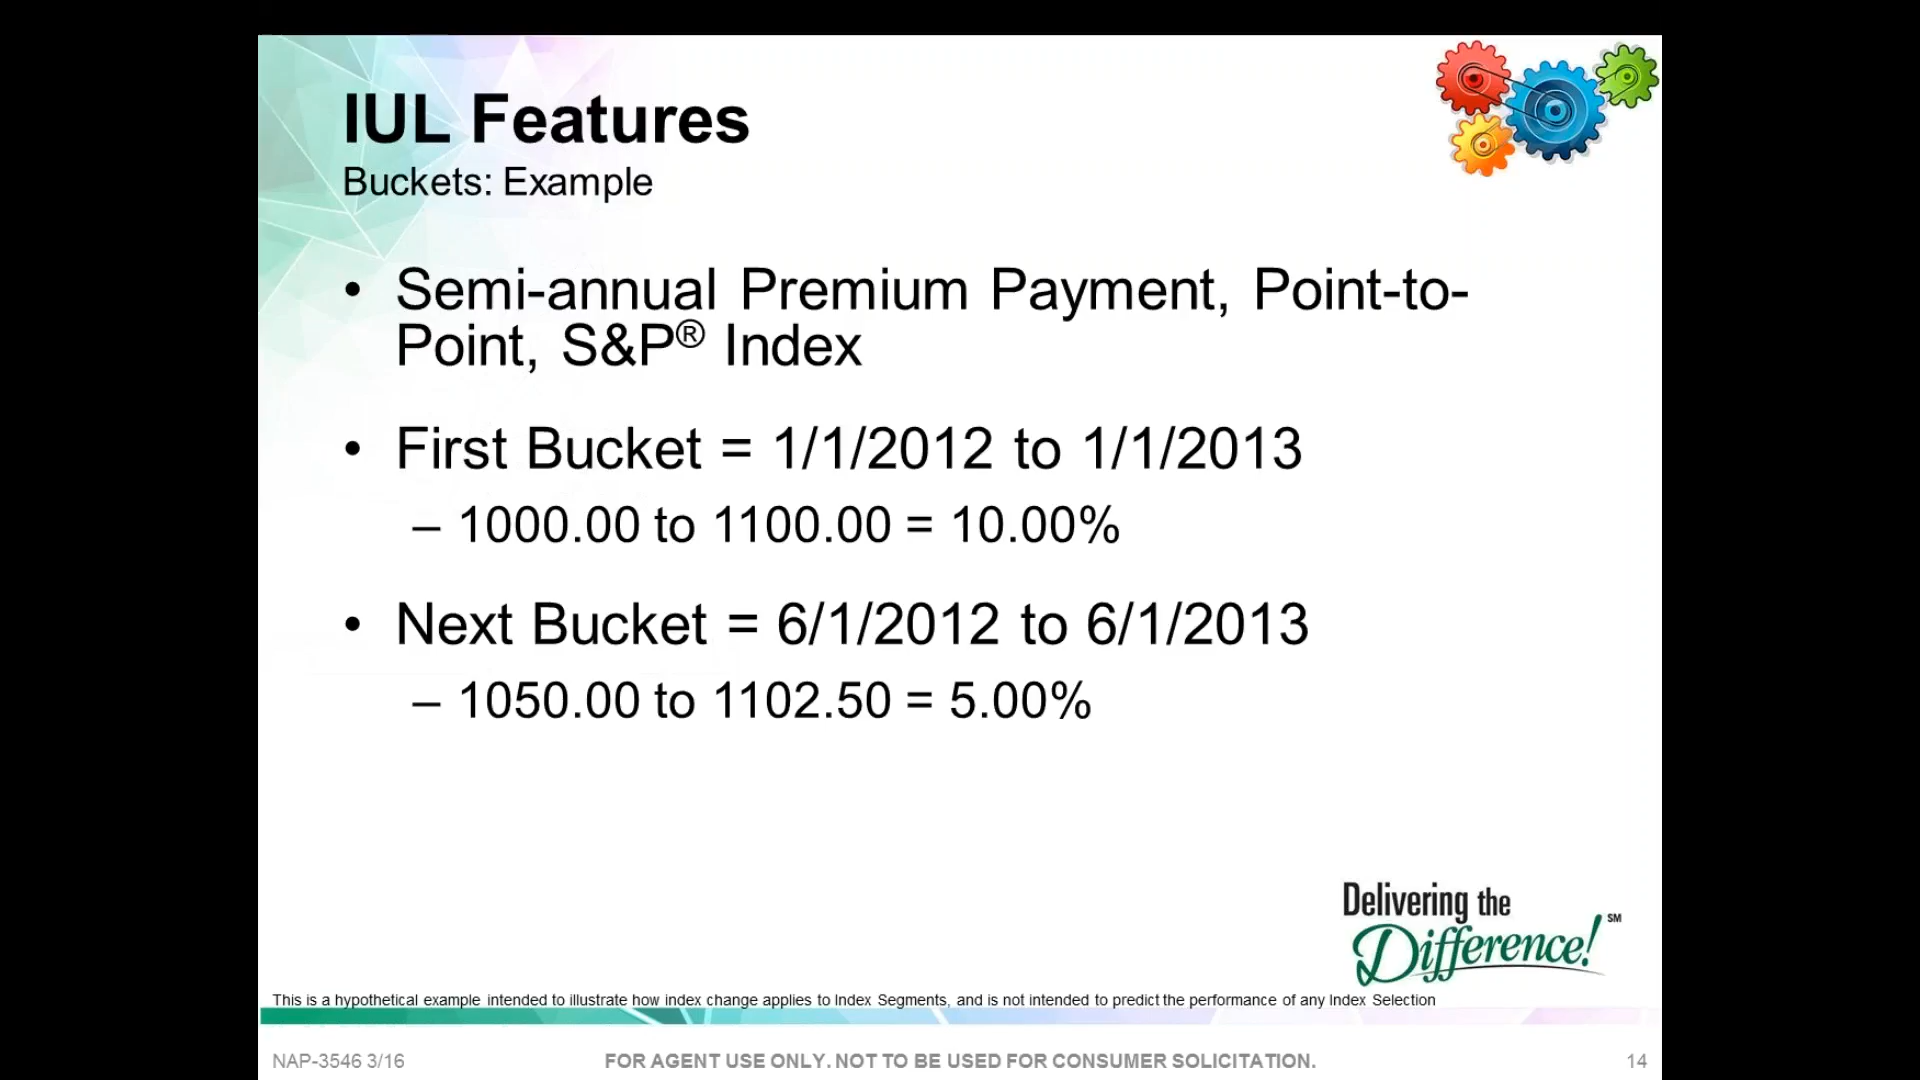 IUL Features
Buckets: Example
• Semi-annual Premium Payment, Point-to-
Point, S&P® Index
• First Bucket = 1/1/2012 to 1/1/2013
– 1000.00 to 1100.00 = 10.00%
• Next Bucket = 6/1/2012 to 6/1/2013
– 1050.00 to 1102.50 = 5.00%
Delivering the
Difference! SM
This is a hypothetical example intended to illustrate how index change applies to Index Segments, and is not intended to predict the performance of any Index Selection
NAP-3546 3/16 FOR AGENT USE ONLY. NOT TO BE USED FOR CONSUMER SOLICITATION. 14